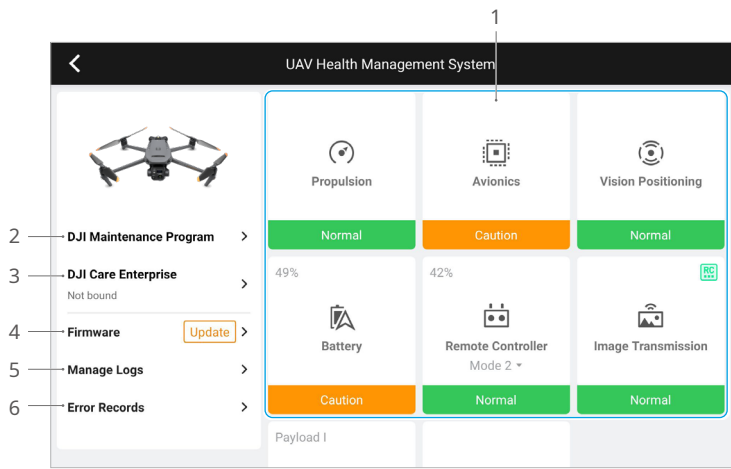 1
UAV Health Management System
Propulsion
Avionics
Vision Positioning
Normal
Caution
Normal
2
DJI Maintenance Program
3
DJI Care Enterprise
Not bound
4
Firmware
Update
5
Manage Logs
6
Error Records
49%
42%
RC
Battery
Remote Controller
Image Transmission
Mode 2
Caution
Normal
Normal
Payload I